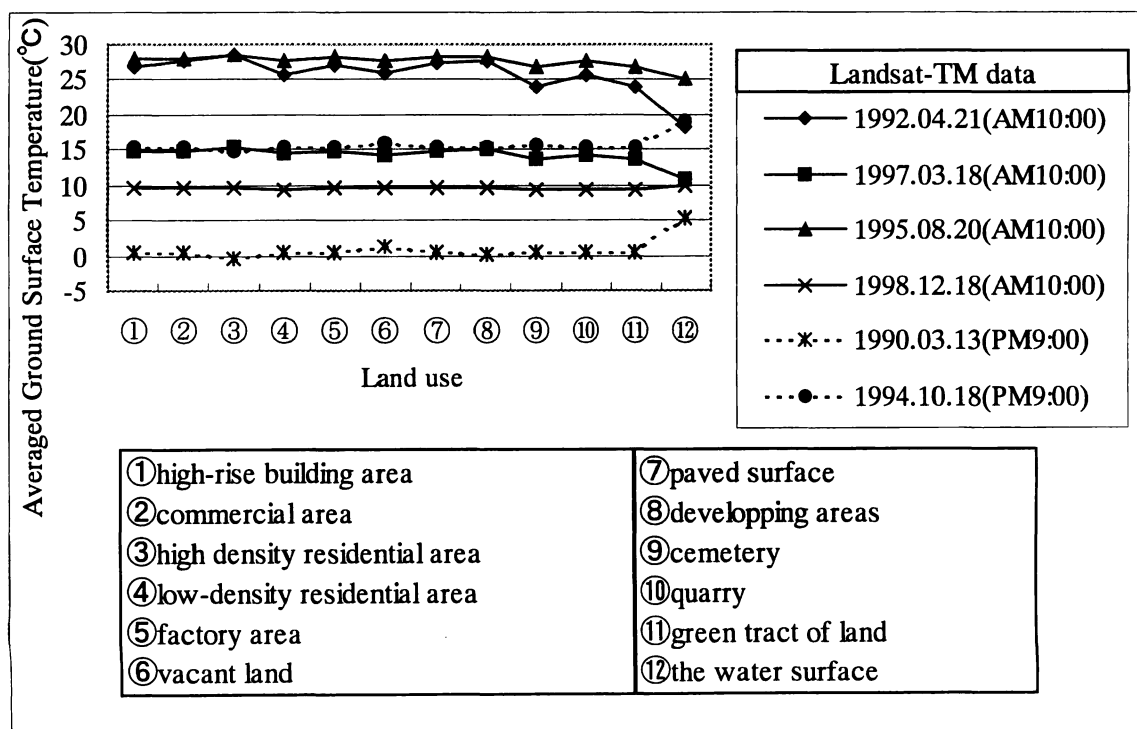 Averaged Ground Surface Temperature(℃)
30
25
20
15
10
5
0
-5
① ② ③ ④ ⑤ ⑥ ⑦ ⑧ ⑨ ⑩ ⑪ ⑫
Land use
Landsat-TM data
1992.04.21(AM10:00)
1997.03.18(AM10:00)
1995.08.20(AM10:00)
1998.12.18(AM10:00)
1990.03.13(PM9:00)
1994.10.18(PM9:00)
①high-rise building area
②commercial area
③high density residential area
④low-density residential area
⑤factory area
⑥vacant land
⑦paved surface
⑧developping areas
⑨cemetery
⑩quarry
⑪green tract of land
⑫the water surface